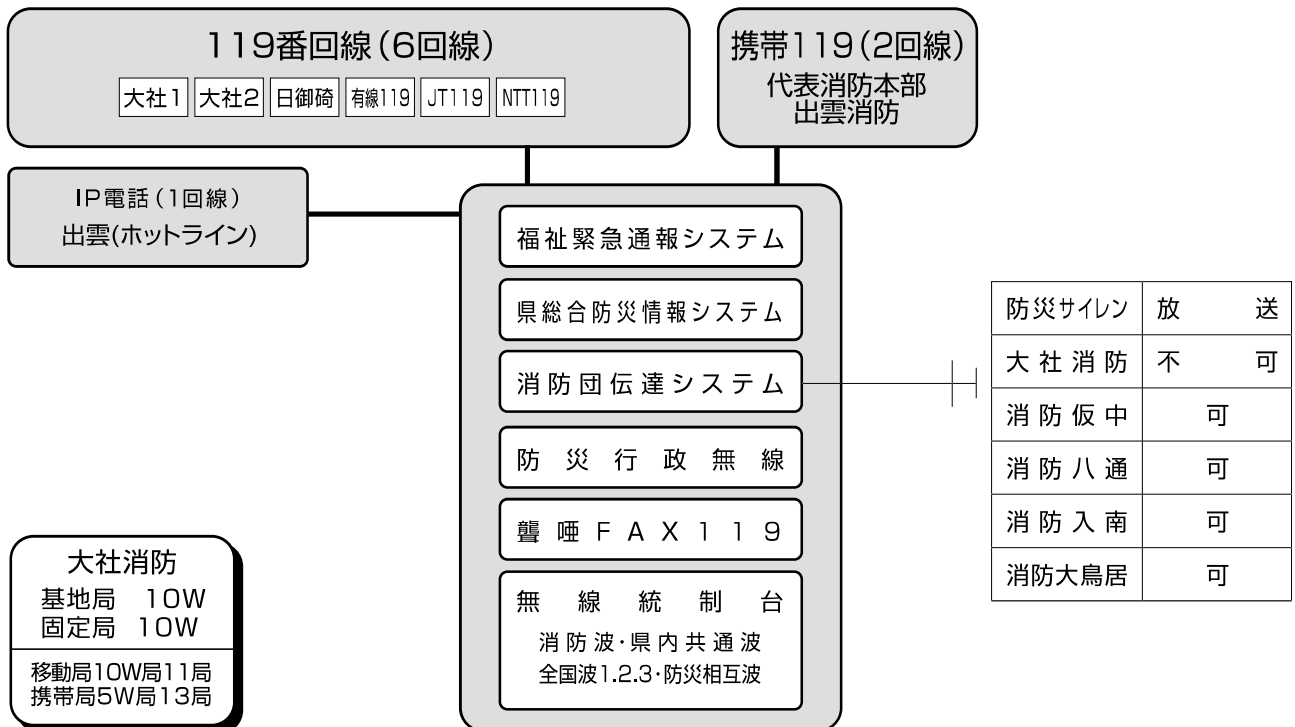 119番回線(6回線)
大社1 大社2 日御碕 有線119 JT119 NTT119
携帯119(2回線)
代表消防本部
出雲消防
IP電話(1回線)
出雲(ホットライン)
福祉緊急通報システム
県総合防災情報システム
消防団伝達システム
防災行政無線
聾唖FAX119
無線統制台
消防波・県内共通波
全国波1.2.3・防災相互波
防災サイレン 放送
大社消防 不可
消防仮中 可
消防八通 可
消防入南 可
消防大鳥居 可
大社消防
基地局 10W
固定局 10W
移動局10W局11局
携帯局5W局13局